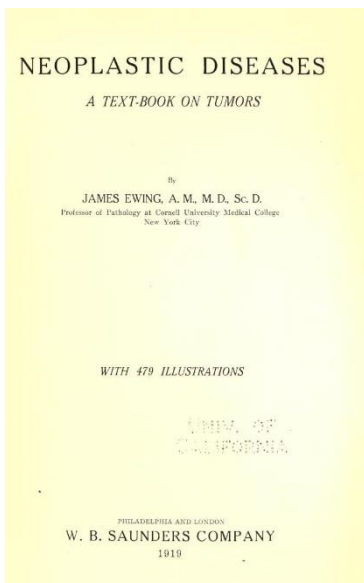 NEOPLASTIC DISEASES
A TEXT-BOOK ON TUMORS
By
JAMES EWING, A. M., M. D., Sc. D.
Professor of Pathology at Cornell University Medical College
New York City
WITH 479 ILLUSTRATIONS
UNIV. OF
CALIFORNIA
PHILADELPHIA AND LONDON
W. B. SAUNDERS COMPANY
1919